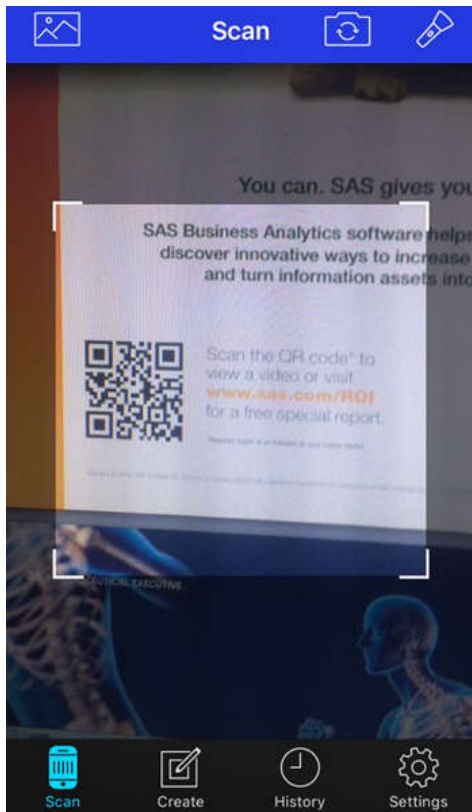 Scan
You can. SAS gives you
SAS Business Analytics software helps
discover innovative ways to increase
and turn information assets into
Scan the QR code* to
view a video or visit
www.sas.com/ROI
for a free special report.
EUTICAL EXECUTIVE
Scan
Create
History
Settings